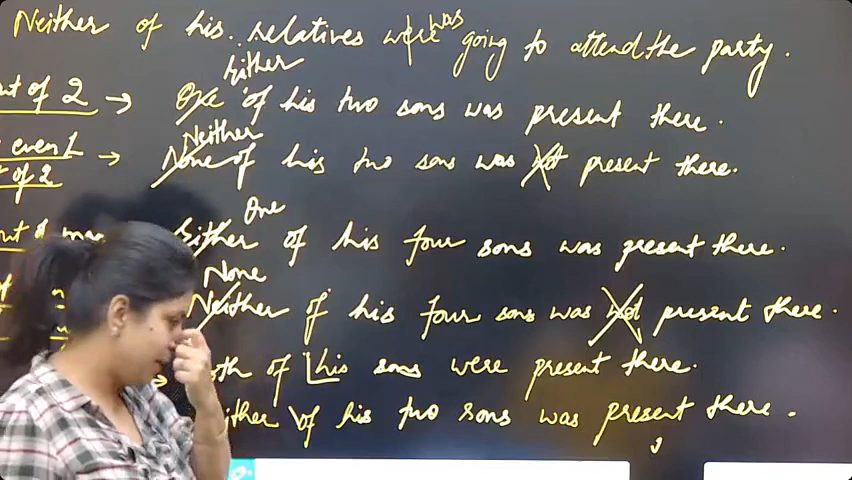 Neither of his relatives were was going to attend the party.
Either
out of 2 → One of his two sons was present there.
Neither
even 1 → None of his two sons was not present there.
of 2
One
out of Either of his four sons was present there.
None
Neither of his four sons was not present there.
of his sons were present there.
of his two sons was present there.